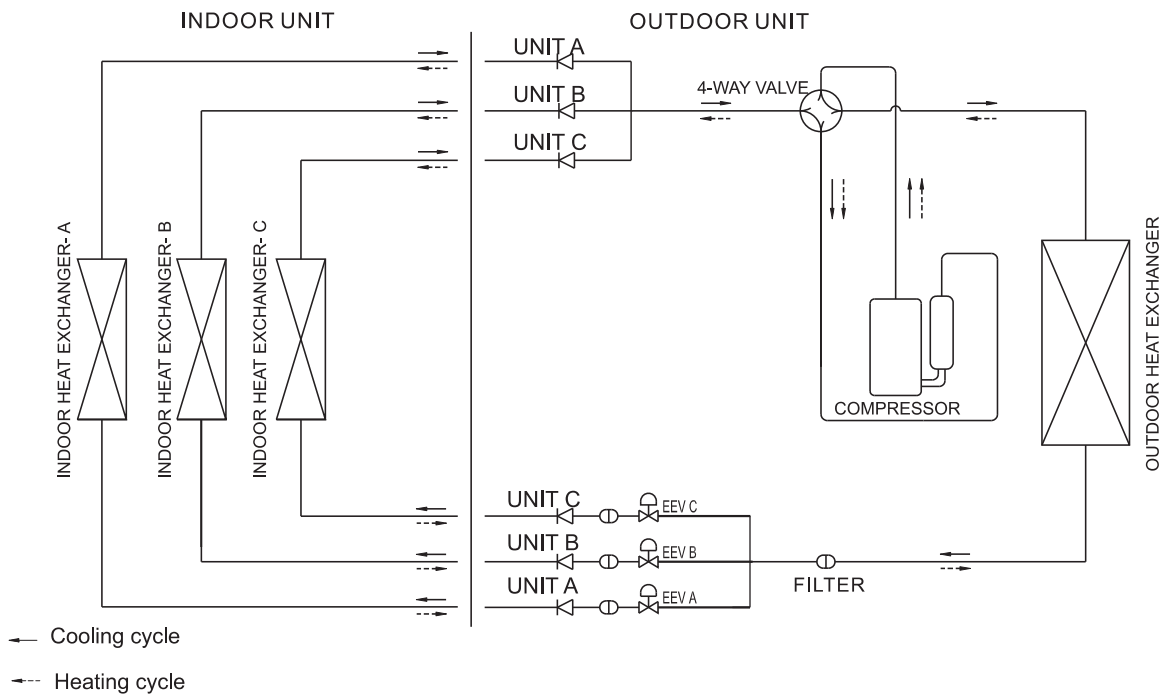 INDOOR UNIT
OUTDOOR UNIT
UNIT A
UNIT B
UNIT C
4-WAY VALVE
INDOOR HEAT EXCHANGER- A
INDOOR HEAT EXCHANGER- B
INDOOR HEAT EXCHANGER- C
COMPRESSOR
OUTDOOR HEAT EXCHANGER
UNIT C
EEV C
UNIT B
EEV B
UNIT A
EEV A
FILTER
Cooling cycle
Heating cycle